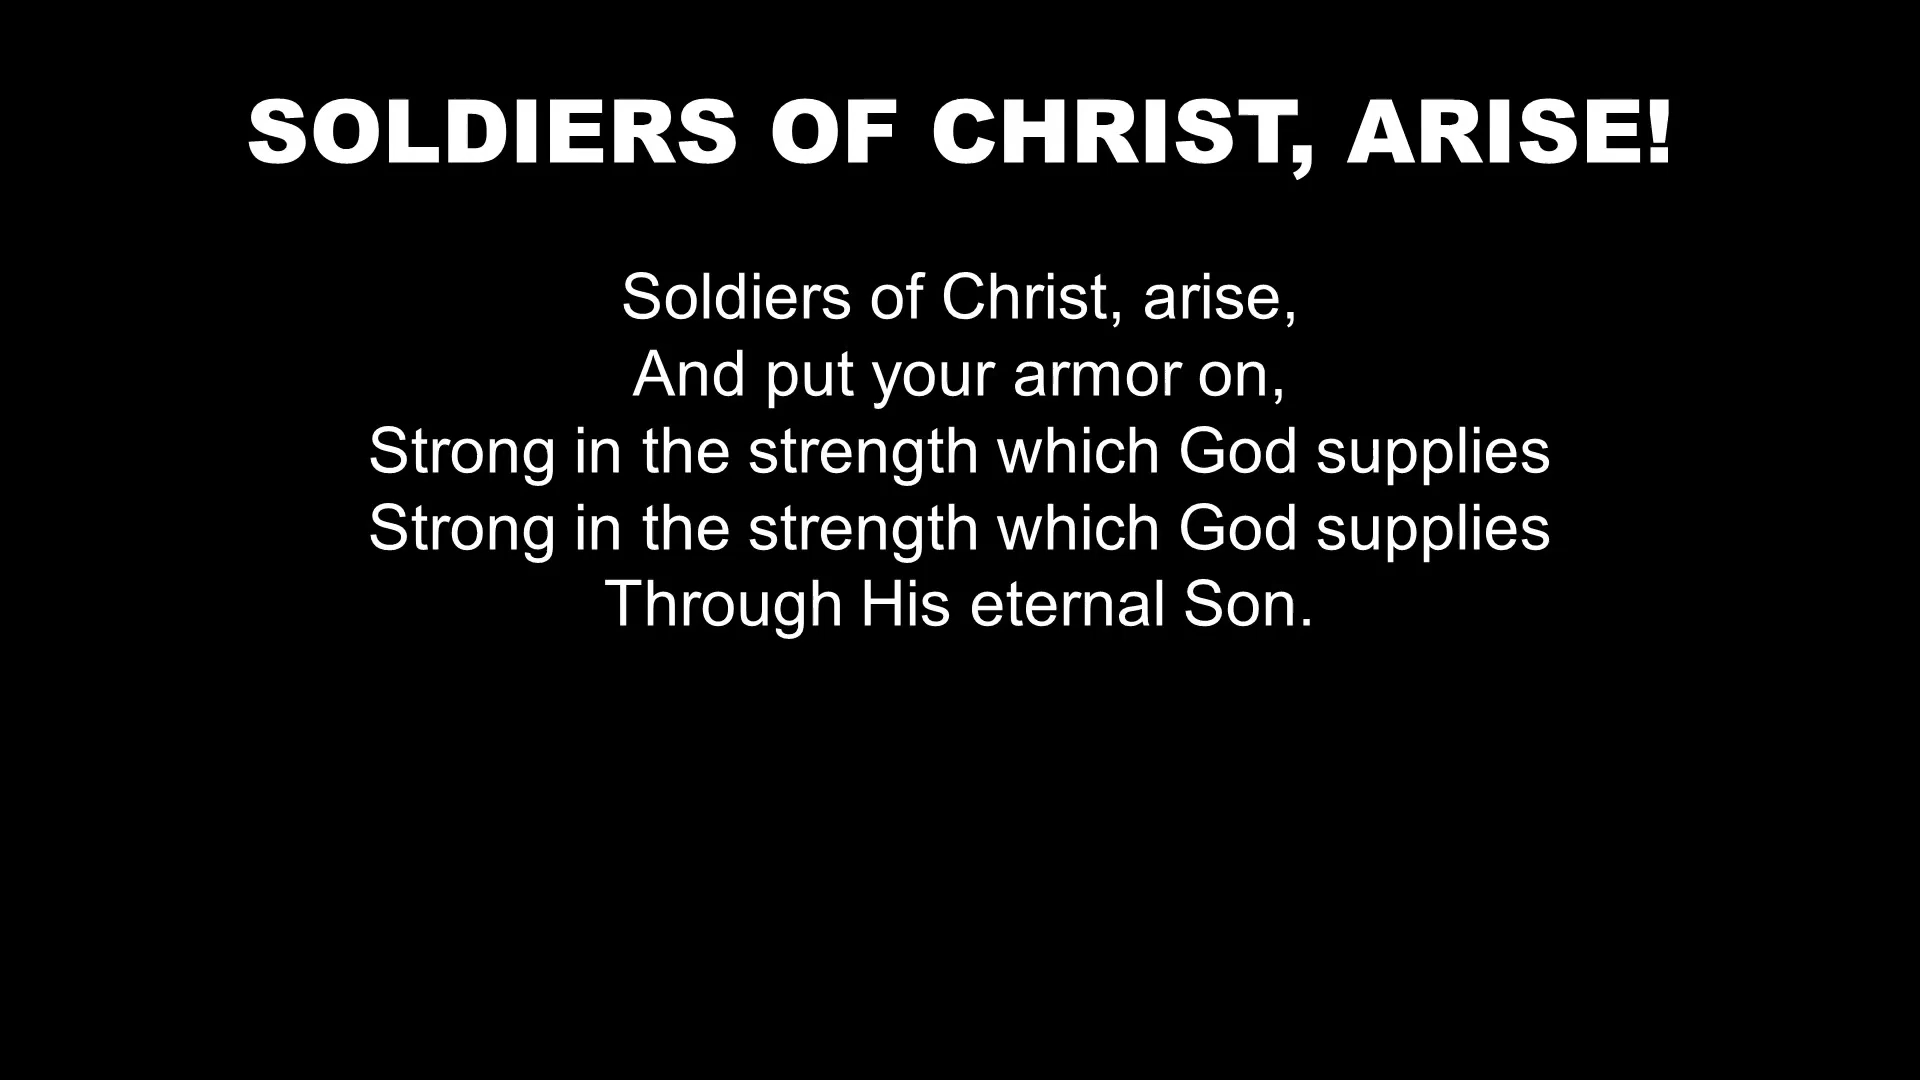 SOLDIERS OF CHRIST, ARISE!
Soldiers of Christ, arise,
And put your armor on,
Strong in the strength which God supplies
Strong in the strength which God supplies
Through His eternal Son.